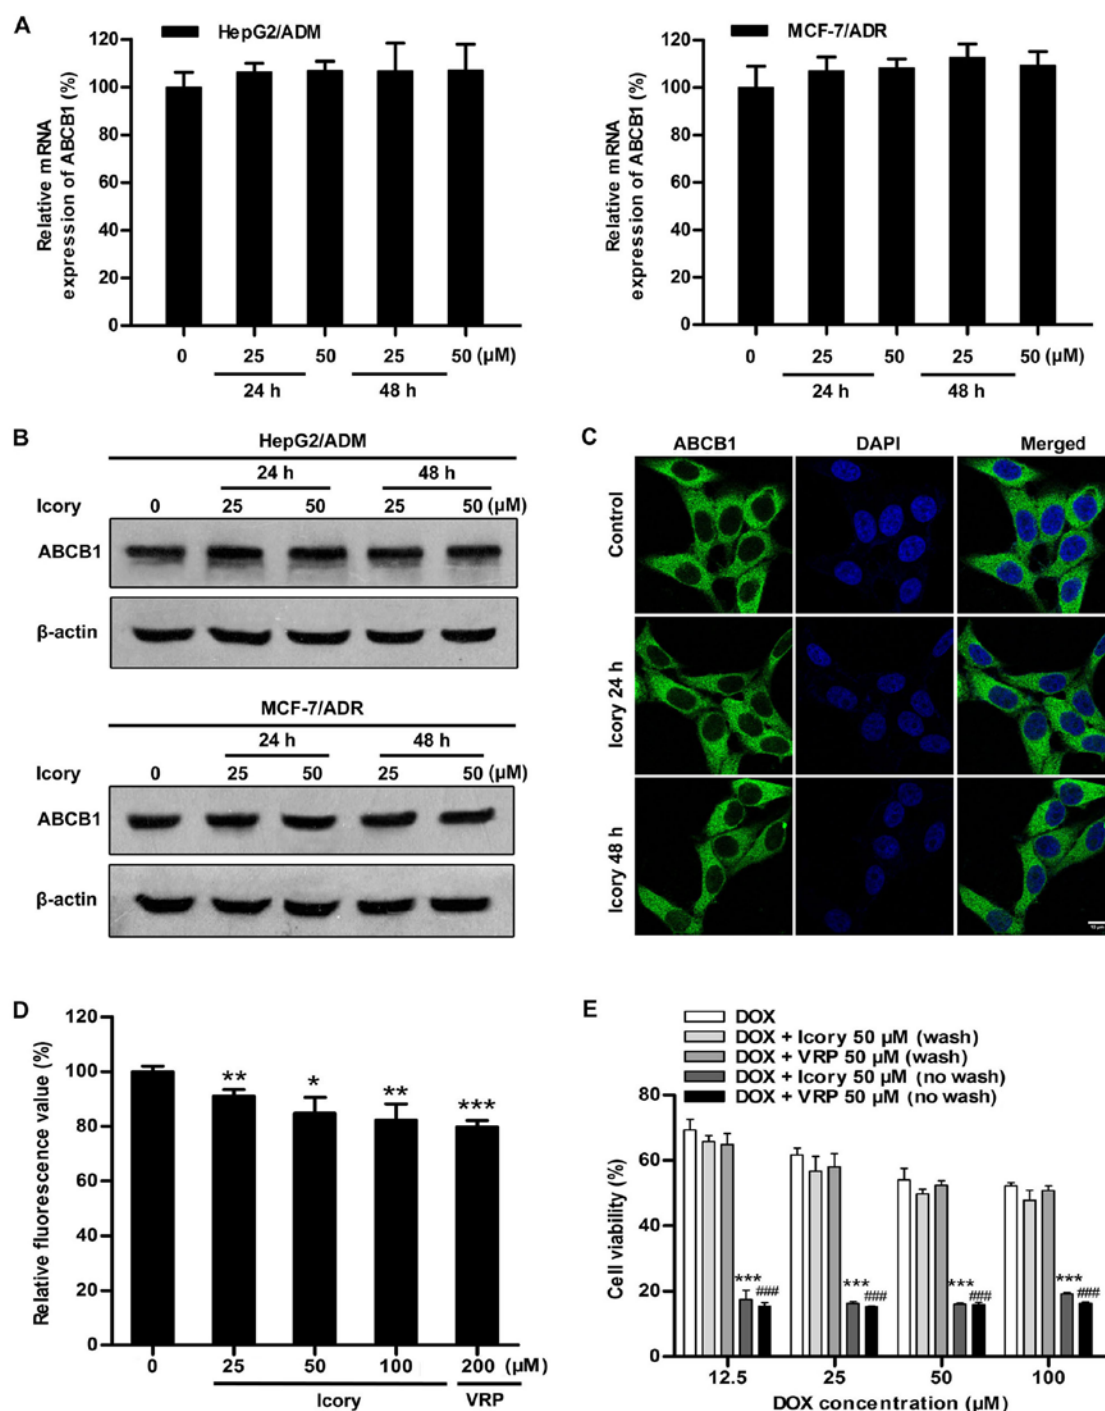 A
HepG2/ADM
Relative mRNA
expression of ABCB1 (%)
120
100
80
60
40
20
0
0 25 50 25 50 (µM)
24 h 48 h
MCF-7/ADR
Relative mRNA
expression of ABCB1 (%)
120
100
80
60
40
20
0
0 25 50 25 50 (µM)
24 h 48 h
B
HepG2/ADM
24 h 48 h
Icory 0 25 50 25 50 (µM)
ABCB1
β-actin
MCF-7/ADR
24 h 48 h
Icory 0 25 50 25 50 (µM)
ABCB1
β-actin
C
ABCB1 DAPI Merged
Control
Icory 24 h
Icory 48 h
10 µm
D
Relative fluorescence value (%)
120
100
80
60
40
20
0
** * ** ***
0 25 50 100 200 (µM)
Icory VRP
E
DOX
DOX + Icory 50 µM (wash)
DOX + VRP 50 µM (wash)
DOX + Icory 50 µM (no wash)
DOX + VRP 50 µM (no wash)
Cell viability (%)
80
60
40
20
0
*** ### *** ### *** ### *** ###
12.5 25 50 100
DOX concentration (µM)